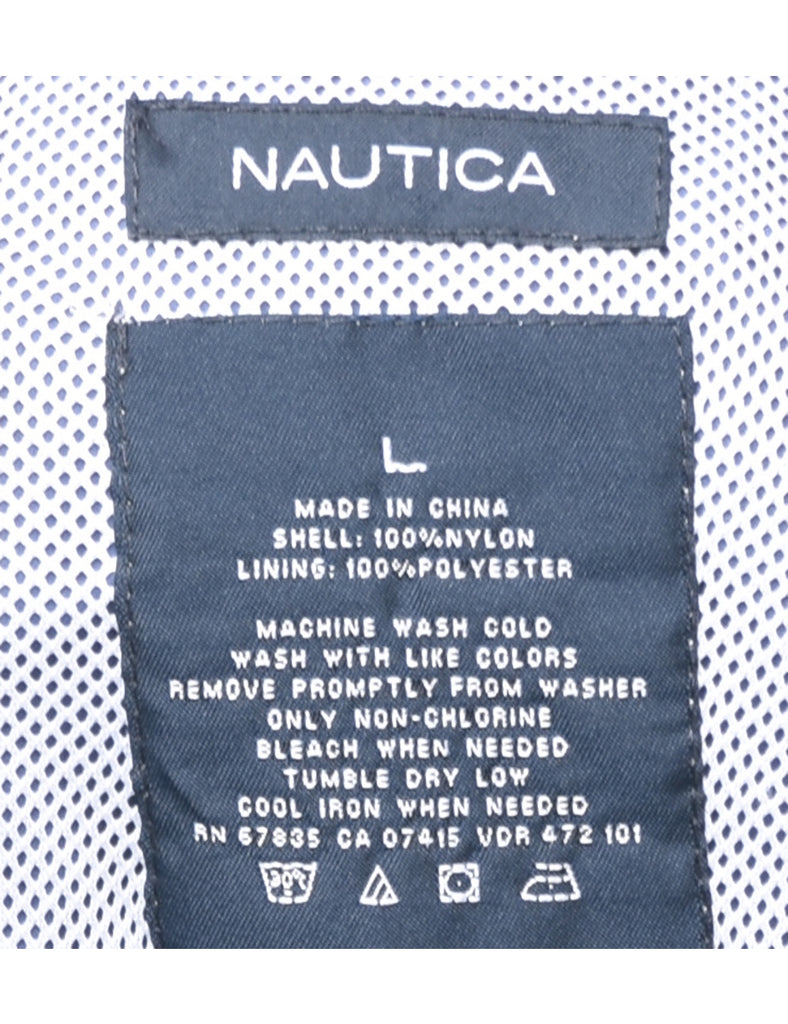 NAUTICA
L
MADE IN CHINA
SHELL: 100%NYLON
LINING: 100%POLYESTER
MACHINE WASH COLD
WASH WITH LIKE COLORS
REMOVE PROMPTLY FROM WASHER
ONLY NON-CHLORINE
BLEACH WHEN NEEDED
TUMBLE DRY LOW
COOL IRON WHEN NEEDED
RN 67835 CA 07415 VDR 472 101
30°C